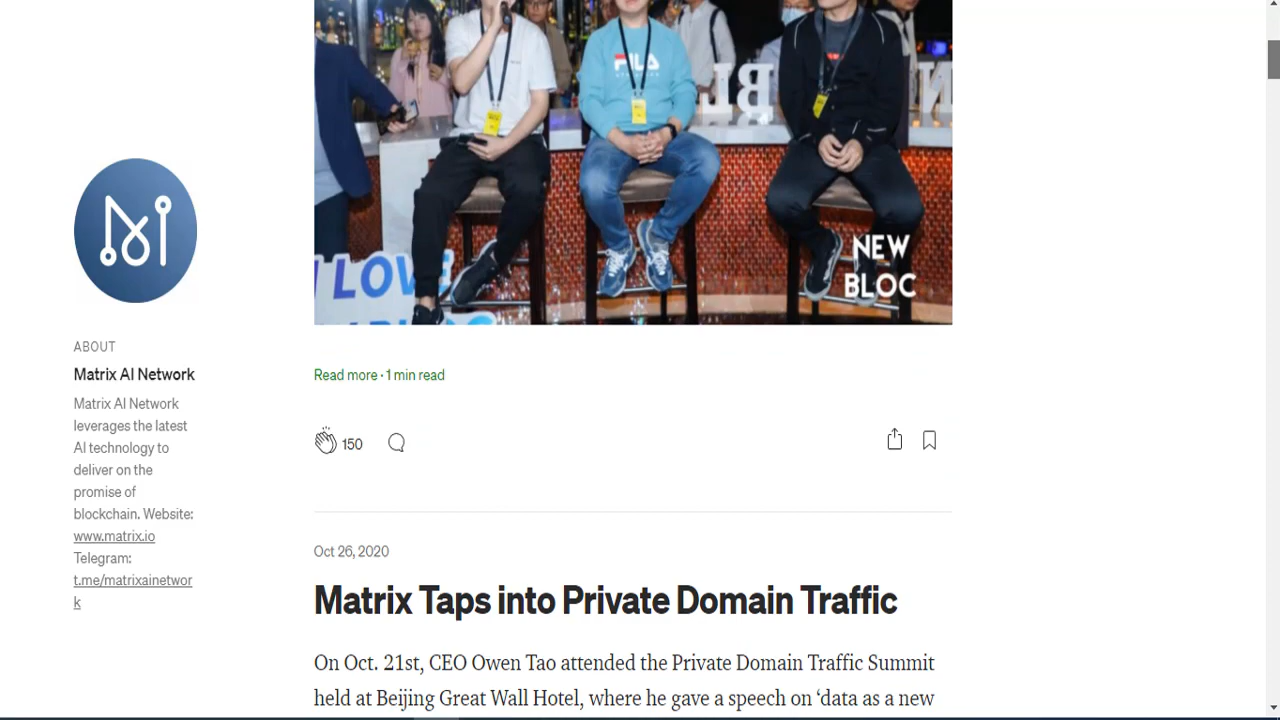 FILA
BL
N
I LOVE
NEW
BLOC
ABOUT
Matrix AI Network
Matrix AI Network
leverages the latest
AI technology to
deliver on the
promise of
blockchain. Website:
www.matrix.io
Telegram:
t.me/matrixainetwor
k
Read more · 1 min read
150
Oct 26, 2020
Matrix Taps into Private Domain Traffic
On Oct. 21st, CEO Owen Tao attended the Private Domain Traffic Summit
held at Beijing Great Wall Hotel, where he gave a speech on ‘data as a new